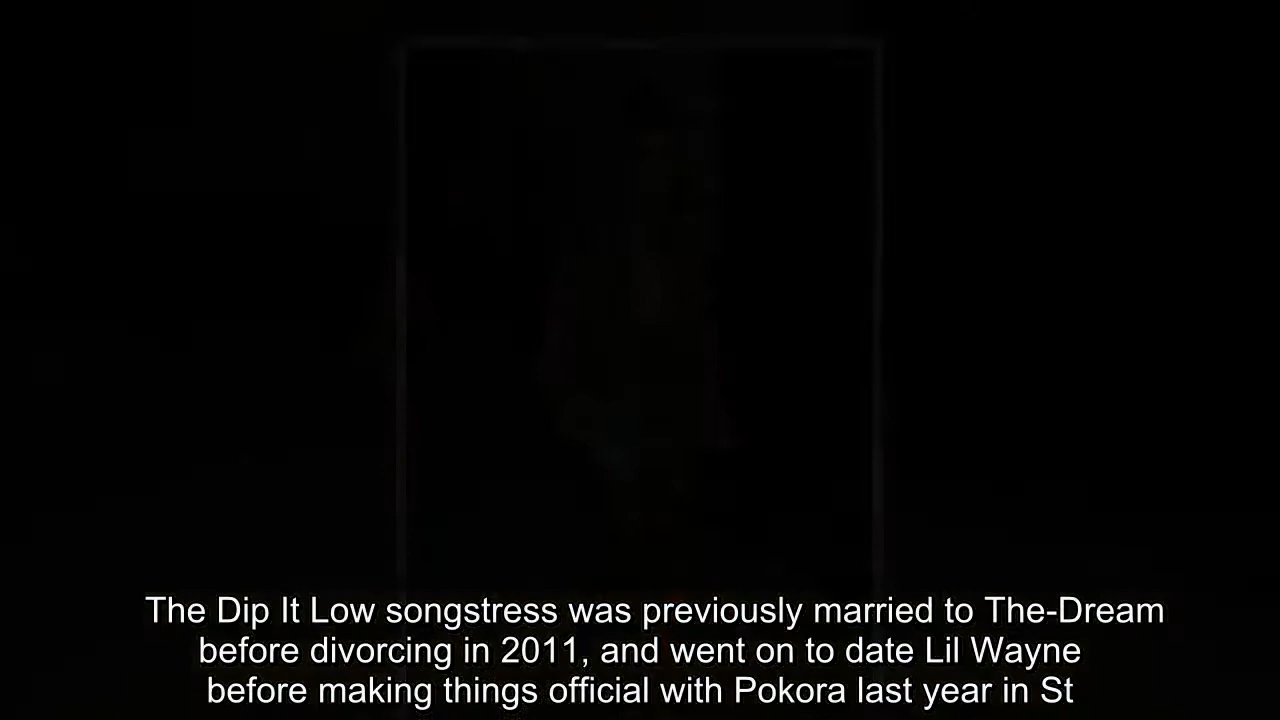 The Dip It Low songstress was previously married to The-Dream
before divorcing in 2011, and went on to date Lil Wayne
before making things official with Pokora last year in St